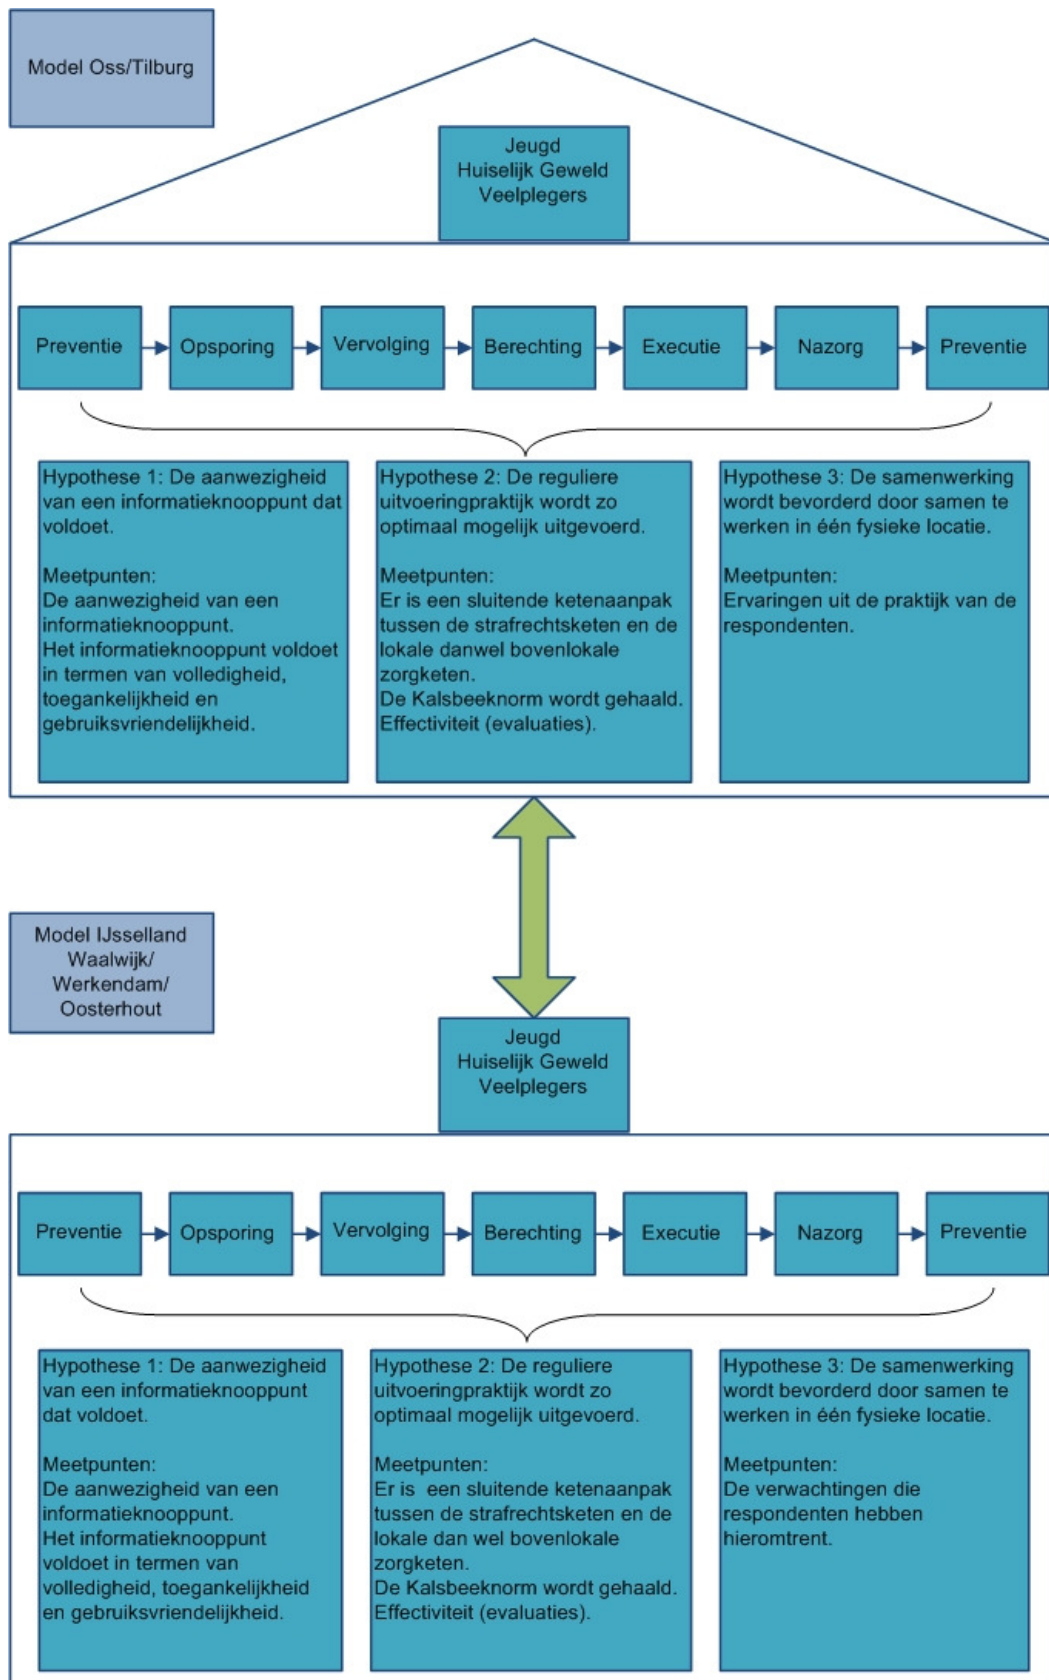 Model Oss/Tilburg
Jeugd
Huiselijk Geweld
Veelplegers
Preventie
Opsporing
Vervolging
Berechting
Executie
Nazorg
Preventie
Hypothese 1: De aanwezigheid
van een informatieknooppunt dat
voldoet.
Meetpunten:
De aanwezigheid van een
informatieknooppunt.
Het informatieknooppunt voldoet
in termen van volledigheid,
toegankelijkheid en
gebruiksvriendelijkheid.
Hypothese 2: De reguliere
uitvoeringpraktijk wordt zo
optimaal mogelijk uitgevoerd.
Meetpunten:
Er is een sluitende ketenaanpak
tussen de strafrechtsketen en de
lokale danwel bovenlokale
zorgketen.
De Kalsbeeknorm wordt gehaald.
Effectiviteit (evaluaties).
Hypothese 3: De samenwerking
wordt bevorderd door samen te
werken in één fysieke locatie.
Meetpunten:
Ervaringen uit de praktijk van de
respondenten.
Model IJsselland
Waalwijk/
Werkendam/
Oosterhout
Jeugd
Huiselijk Geweld
Veelplegers
Preventie
Opsporing
Vervolging
Berechting
Executie
Nazorg
Preventie
Hypothese 1: De aanwezigheid
van een informatieknooppunt
dat voldoet.
Meetpunten:
De aanwezigheid van een
informatieknooppunt.
Het informatieknooppunt
voldoet in termen van
volledigheid, toegankelijkheid
en gebruiksvriendelijkheid.
Hypothese 2: De reguliere
uitvoeringpraktijk wordt zo
optimaal mogelijk uitgevoerd.
Meetpunten:
Er is een sluitende ketenaanpak
tussen de strafrechtsketen en de
lokale dan wel bovenlokale
zorgketen.
De Kalsbeeknorm wordt gehaald.
Effectiviteit (evaluaties).
Hypothese 3: De samenwerking
wordt bevorderd door samen te
werken in één fysieke locatie.
Meetpunten:
De verwachtingen die
respondenten hebben
hieromtrent.